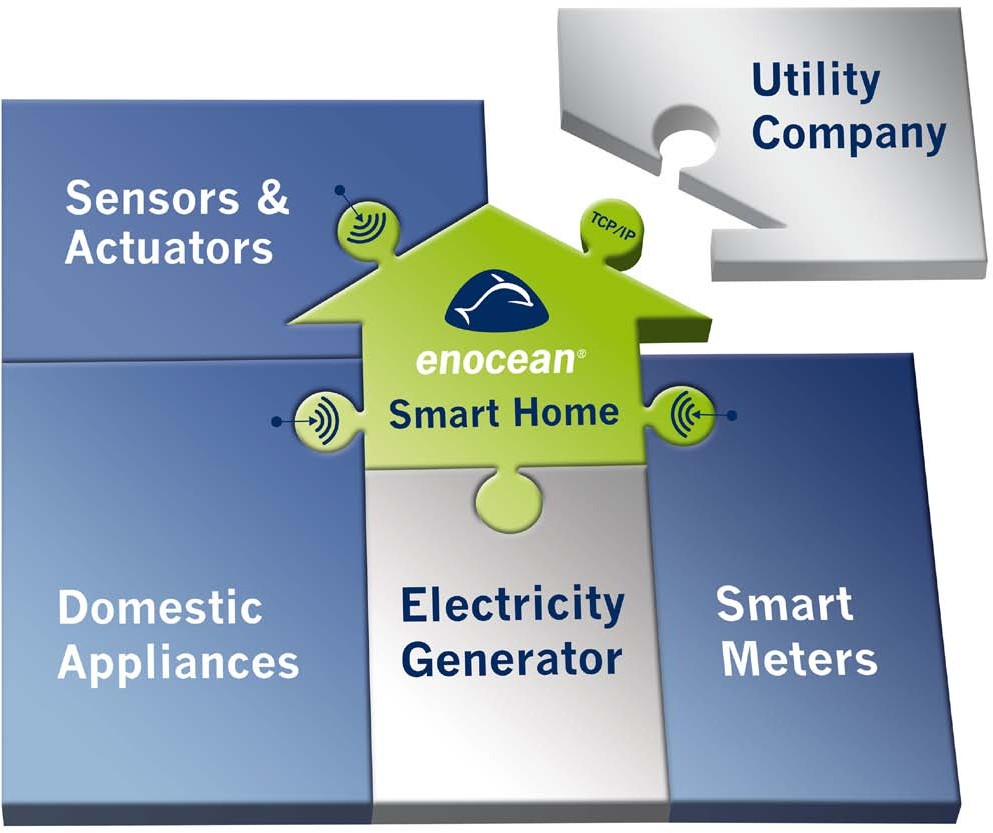 Utility
Company
Sensors &
Actuators
TCP/IP
enocean®
Smart Home
Domestic
Appliances
Electricity
Generator
Smart
Meters